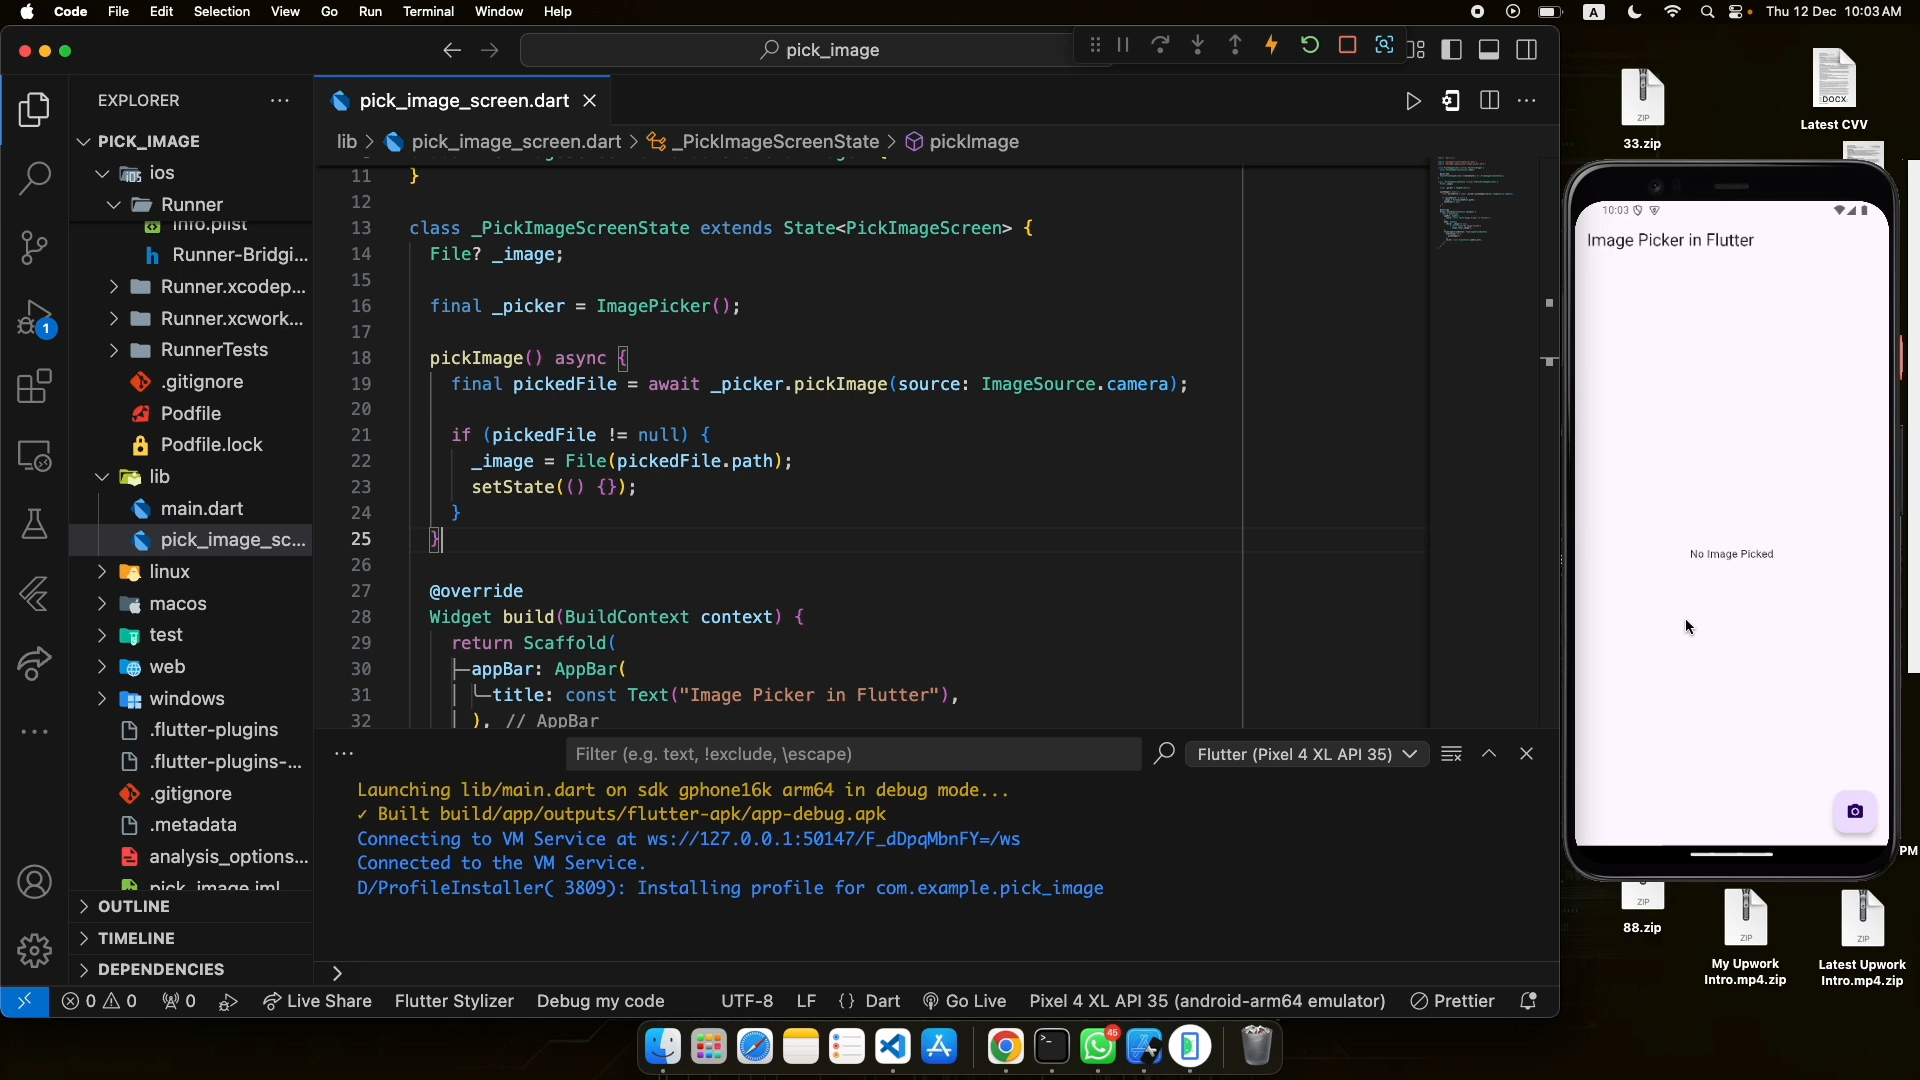 Code File Edit Selection View Go Run Terminal Window Help
A Thu 12 Dec 10:03 AM
pick_image
EXPLORER
PICK_IMAGE
ios
Runner
Info.plist
Runner-Bridgi...
Runner.xcodep...
Runner.xcwork...
RunnerTests
.gitignore
Podfile
Podfile.lock
lib
main.dart
pick_image_sc...
linux
macos
test
web
windows
.flutter-plugins
.flutter-plugins-...
.gitignore
.metadata
analysis_options...
pick_image.iml
OUTLINE
TIMELINE
DEPENDENCIES
1
pick_image_screen.dart
lib > pick_image_screen.dart > _PickImageScreenState > pickImage
11 }
12
13 class _PickImageScreenState extends State<PickImageScreen> {
14 File? _image;
15
16 final _picker = ImagePicker();
17
18 pickImage() async {
19 final pickedFile = await _picker.pickImage(source: ImageSource.camera);
20
21 if (pickedFile != null) {
22 _image = File(pickedFile.path);
23 setState(() {});
24 }
25 }
26
27 @override
28 Widget build(BuildContext context) {
29 return Scaffold(
30 appBar: AppBar(
31 title: const Text("Image Picker in Flutter"),
32 ), // AppBar
Filter (e.g. text, !exclude, \escape)
Flutter (Pixel 4 XL API 35)
Launching lib/main.dart on sdk gphone16k arm64 in debug mode...
✓ Built build/app/outputs/flutter-apk/app-debug.apk
Connecting to VM Service at ws://127.0.0.1:50147/F_dDpqMbnFY=/ws
Connected to the VM Service.
D/ProfileInstaller( 3809): Installing profile for com.example.pick_image
>
0 0 0 Live Share Flutter Stylizer Debug my code UTF-8 LF {} Dart Go Live Pixel 4 XL API 35 (android-arm64 emulator) Prettier
10:03
Image Picker in Flutter
No Image Picked
ZIP
33.zip
DOCX
Latest CVV
PM
ZIP
88.zip
ZIP
My Upwork
Intro.mp4.zip
ZIP
Latest Upwork
Intro.mp4.zip
45